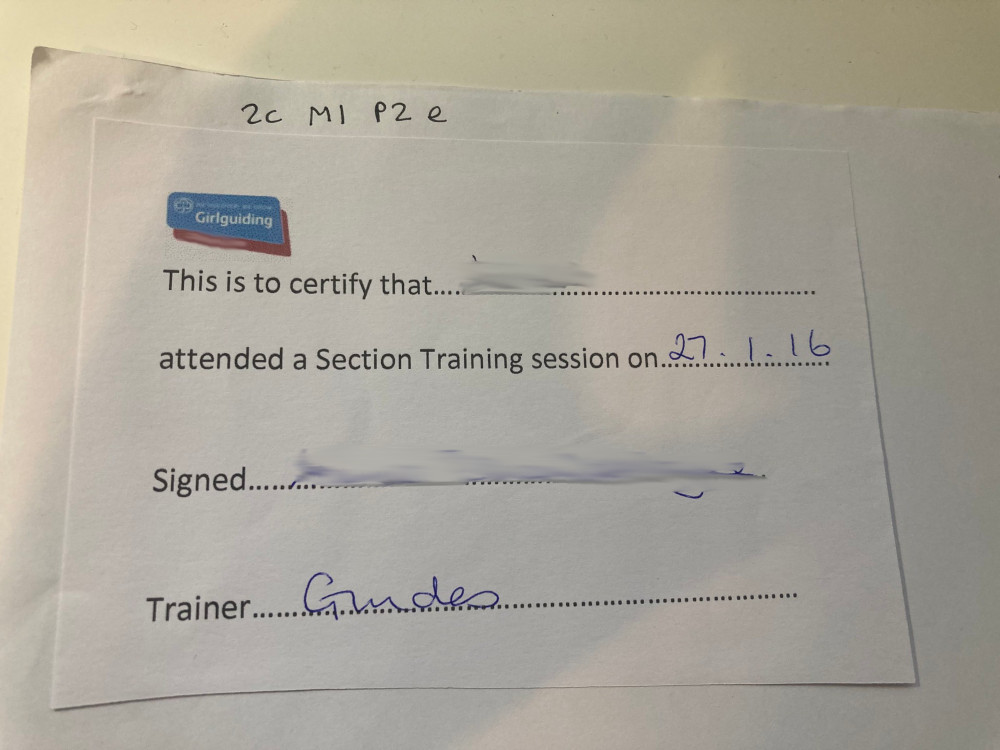 2c M1 P2 e
Girlguiding
This is to certify that....
attended a Section Training session on 27.1.16
Signed......
Trainer...... Guides